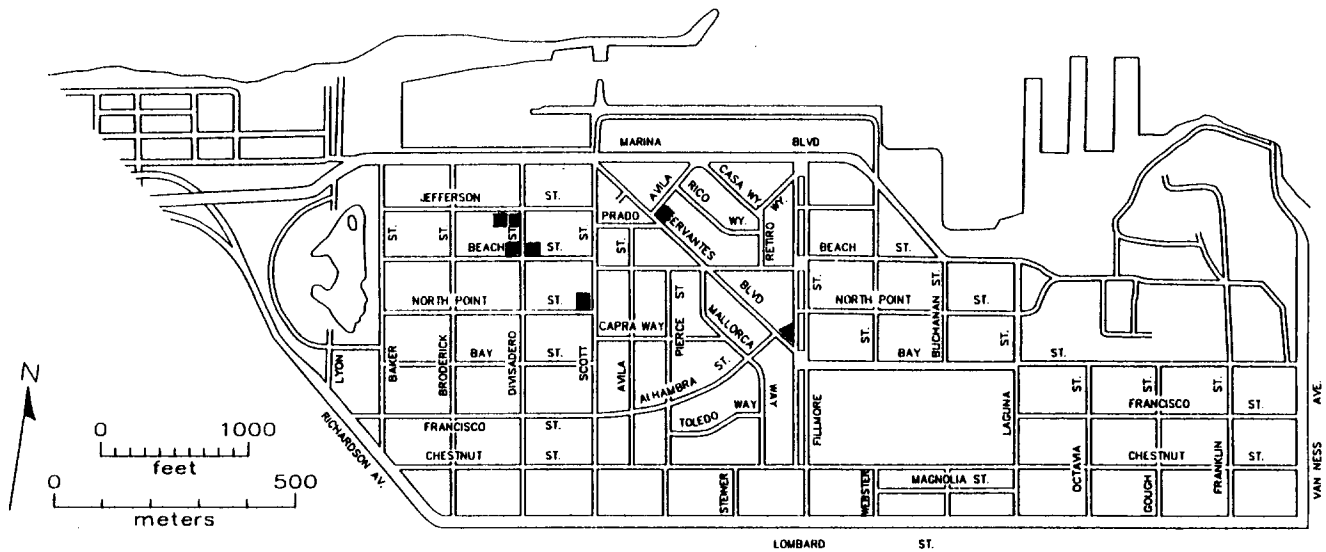 MARINA BLVD
JEFFERSON ST.
AVILA
RICO WY.
CASA WY.
PRADO
CERVANTES BLVD
RETIRO WY.
ST.
ST.
ST.
ST.
ST.
BEACH ST.
BEACH ST.
NORTH POINT ST.
NORTH POINT ST.
CAPRA WAY
PIERCE ST
MALLORCA WAY
ST.
ST.
BUCHANAN ST.
ST.
LYON
BAKER
BRODERICK
DIVISADERO
SCOTT
BAY ST.
BAY ST.
AVILA
ALHAMBRA ST.
TOLEDO WAY
FILLMORE
LAGUNA
ST.
ST.
ST.
FRANCISCO ST.
FRANCISCO ST.
CHESTNUT ST.
CHESTNUT ST.
RICHARDSON AV.
STEINER
WEBSTER
MAGNOLIA ST.
OCTAVIA
GOUGH
FRANKLIN
VAN NESS AVE.
LOMBARD ST.
N
0 1000
feet
0 500
meters